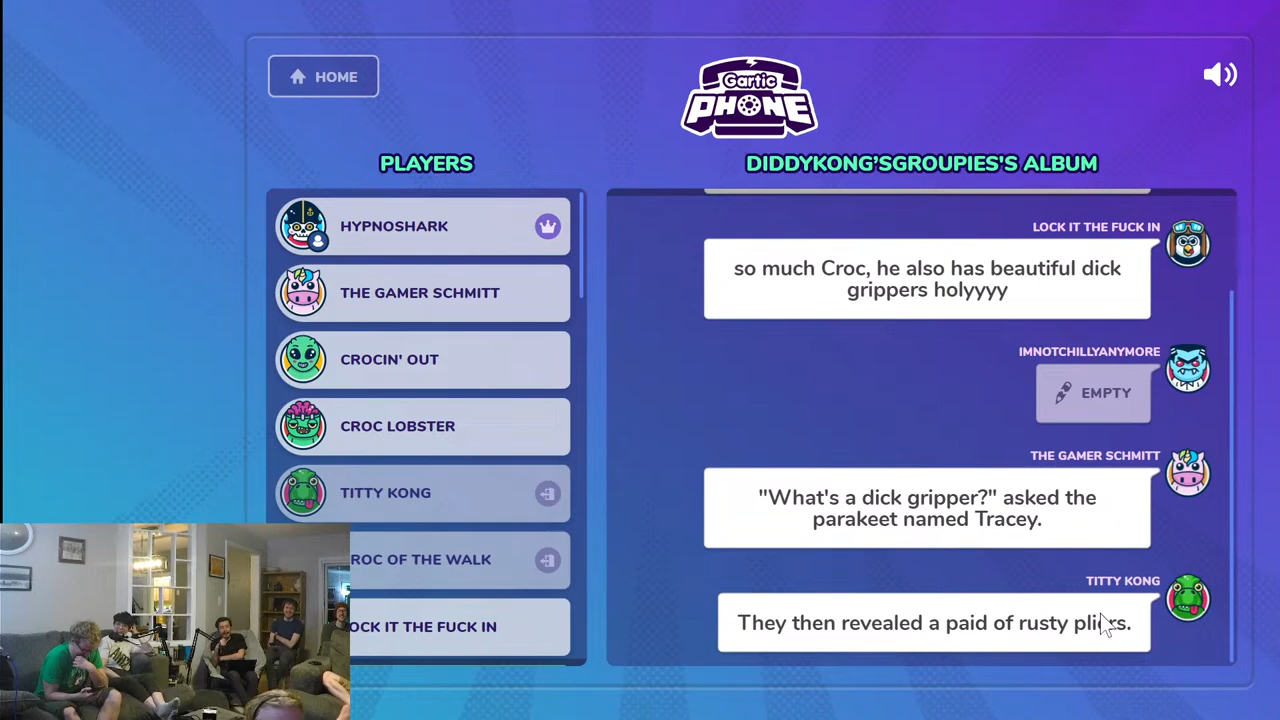 HOME
Gartic
PHONE
PLAYERS
HYPNOSHARK
THE GAMER SCHMITT
CROCIN' OUT
CROC LOBSTER
TITTY KONG
ROC OF THE WALK
OCK IT THE FUCK IN
DIDDYKONG'SGROUPIES'S ALBUM
LOCK IT THE FUCK IN
so much Croc, he also has beautiful dick
grippers holyyyy
IMNOTCHILLYANYMORE
EMPTY
THE GAMER SCHMITT
"What's a dick gripper?" asked the
parakeet named Tracey.
TITTY KONG
They then revealed a paid of rusty pliers.